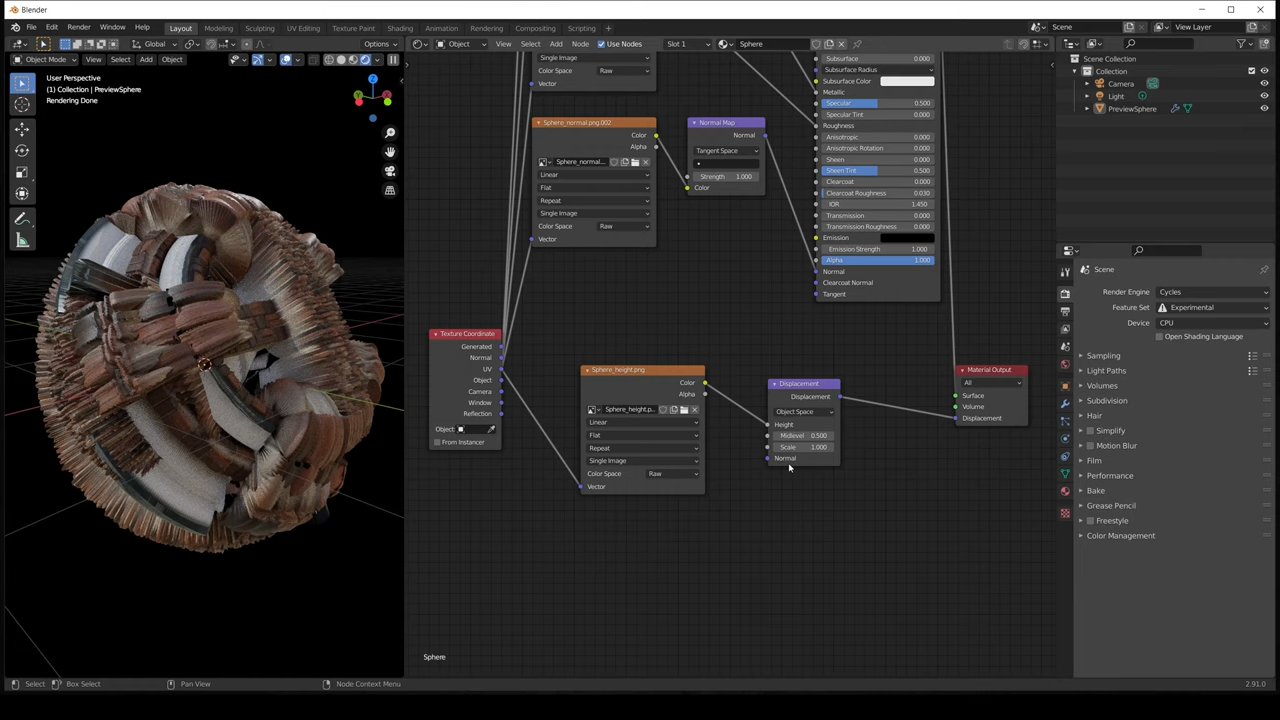 Blender
File Edit Render Window Help Layout Modeling Sculpting UV Editing Texture Paint Shading Animation Rendering Compositing Scripting + Scene View Layer
Global Options Object View Select Add Node Use Nodes Slot 1 Sphere
Object Mode View Select Add Object
User Perspective
(1) Collection | PreviewSphere
Rendering Done
Z
Single Image
Color Space Raw
Vector
Sphere_normal.png.002
Color
Alpha
Sphere_normal...
Linear
Flat
Repeat
Single Image
Color Space Raw
Vector
Normal Map
Normal
Tangent Space
Strength 1.000
Color
Subsurface 0.000
Subsurface Radius
Subsurface Color
Metallic
Specular 0.500
Specular Tint 0.000
Roughness
Anisotropic 0.000
Anisotropic Rotation 0.000
Sheen 0.000
Sheen Tint 0.500
Clearcoat 0.000
Clearcoat Roughness 0.030
IOR 1.450
Transmission 0.000
Transmission Roughness 0.000
Emission
Emission Strength 1.000
Alpha 1.000
Normal
Clearcoat Normal
Tangent
Texture Coordinate
Generated
Normal
UV
Object
Camera
Window
Reflection
Object:
From Instancer
Sphere_height.png
Color
Alpha
Sphere_height.p...
Linear
Flat
Repeat
Single Image
Color Space Raw
Vector
Displacement
Displacement
Object Space
Height
Midlevel 0.500
Scale 1.000
Normal
Material Output
All
Surface
Volume
Displacement
Sphere
Scene Collection
Collection
Camera
Light
PreviewSphere
Scene
Render Engine Cycles
Feature Set Experimental
Device CPU
Open Shading Language
Sampling
Light Paths
Volumes
Subdivision
Hair
Simplify
Motion Blur
Film
Performance
Bake
Grease Pencil
Freestyle
Color Management
Select Box Select Pan View Node Context Menu 2.91.0